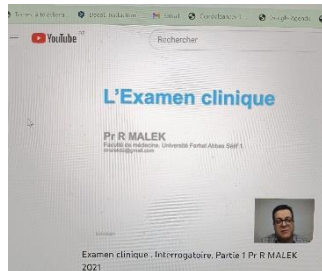 YouTube
Rechercher
L'Examen clinique
Pr R MALEK
Faculté de médecine. Université Ferhat Abbas Sétif 1.
Examen clinique . Interrogatoire. Partie 1 Pr R MALEK
2021